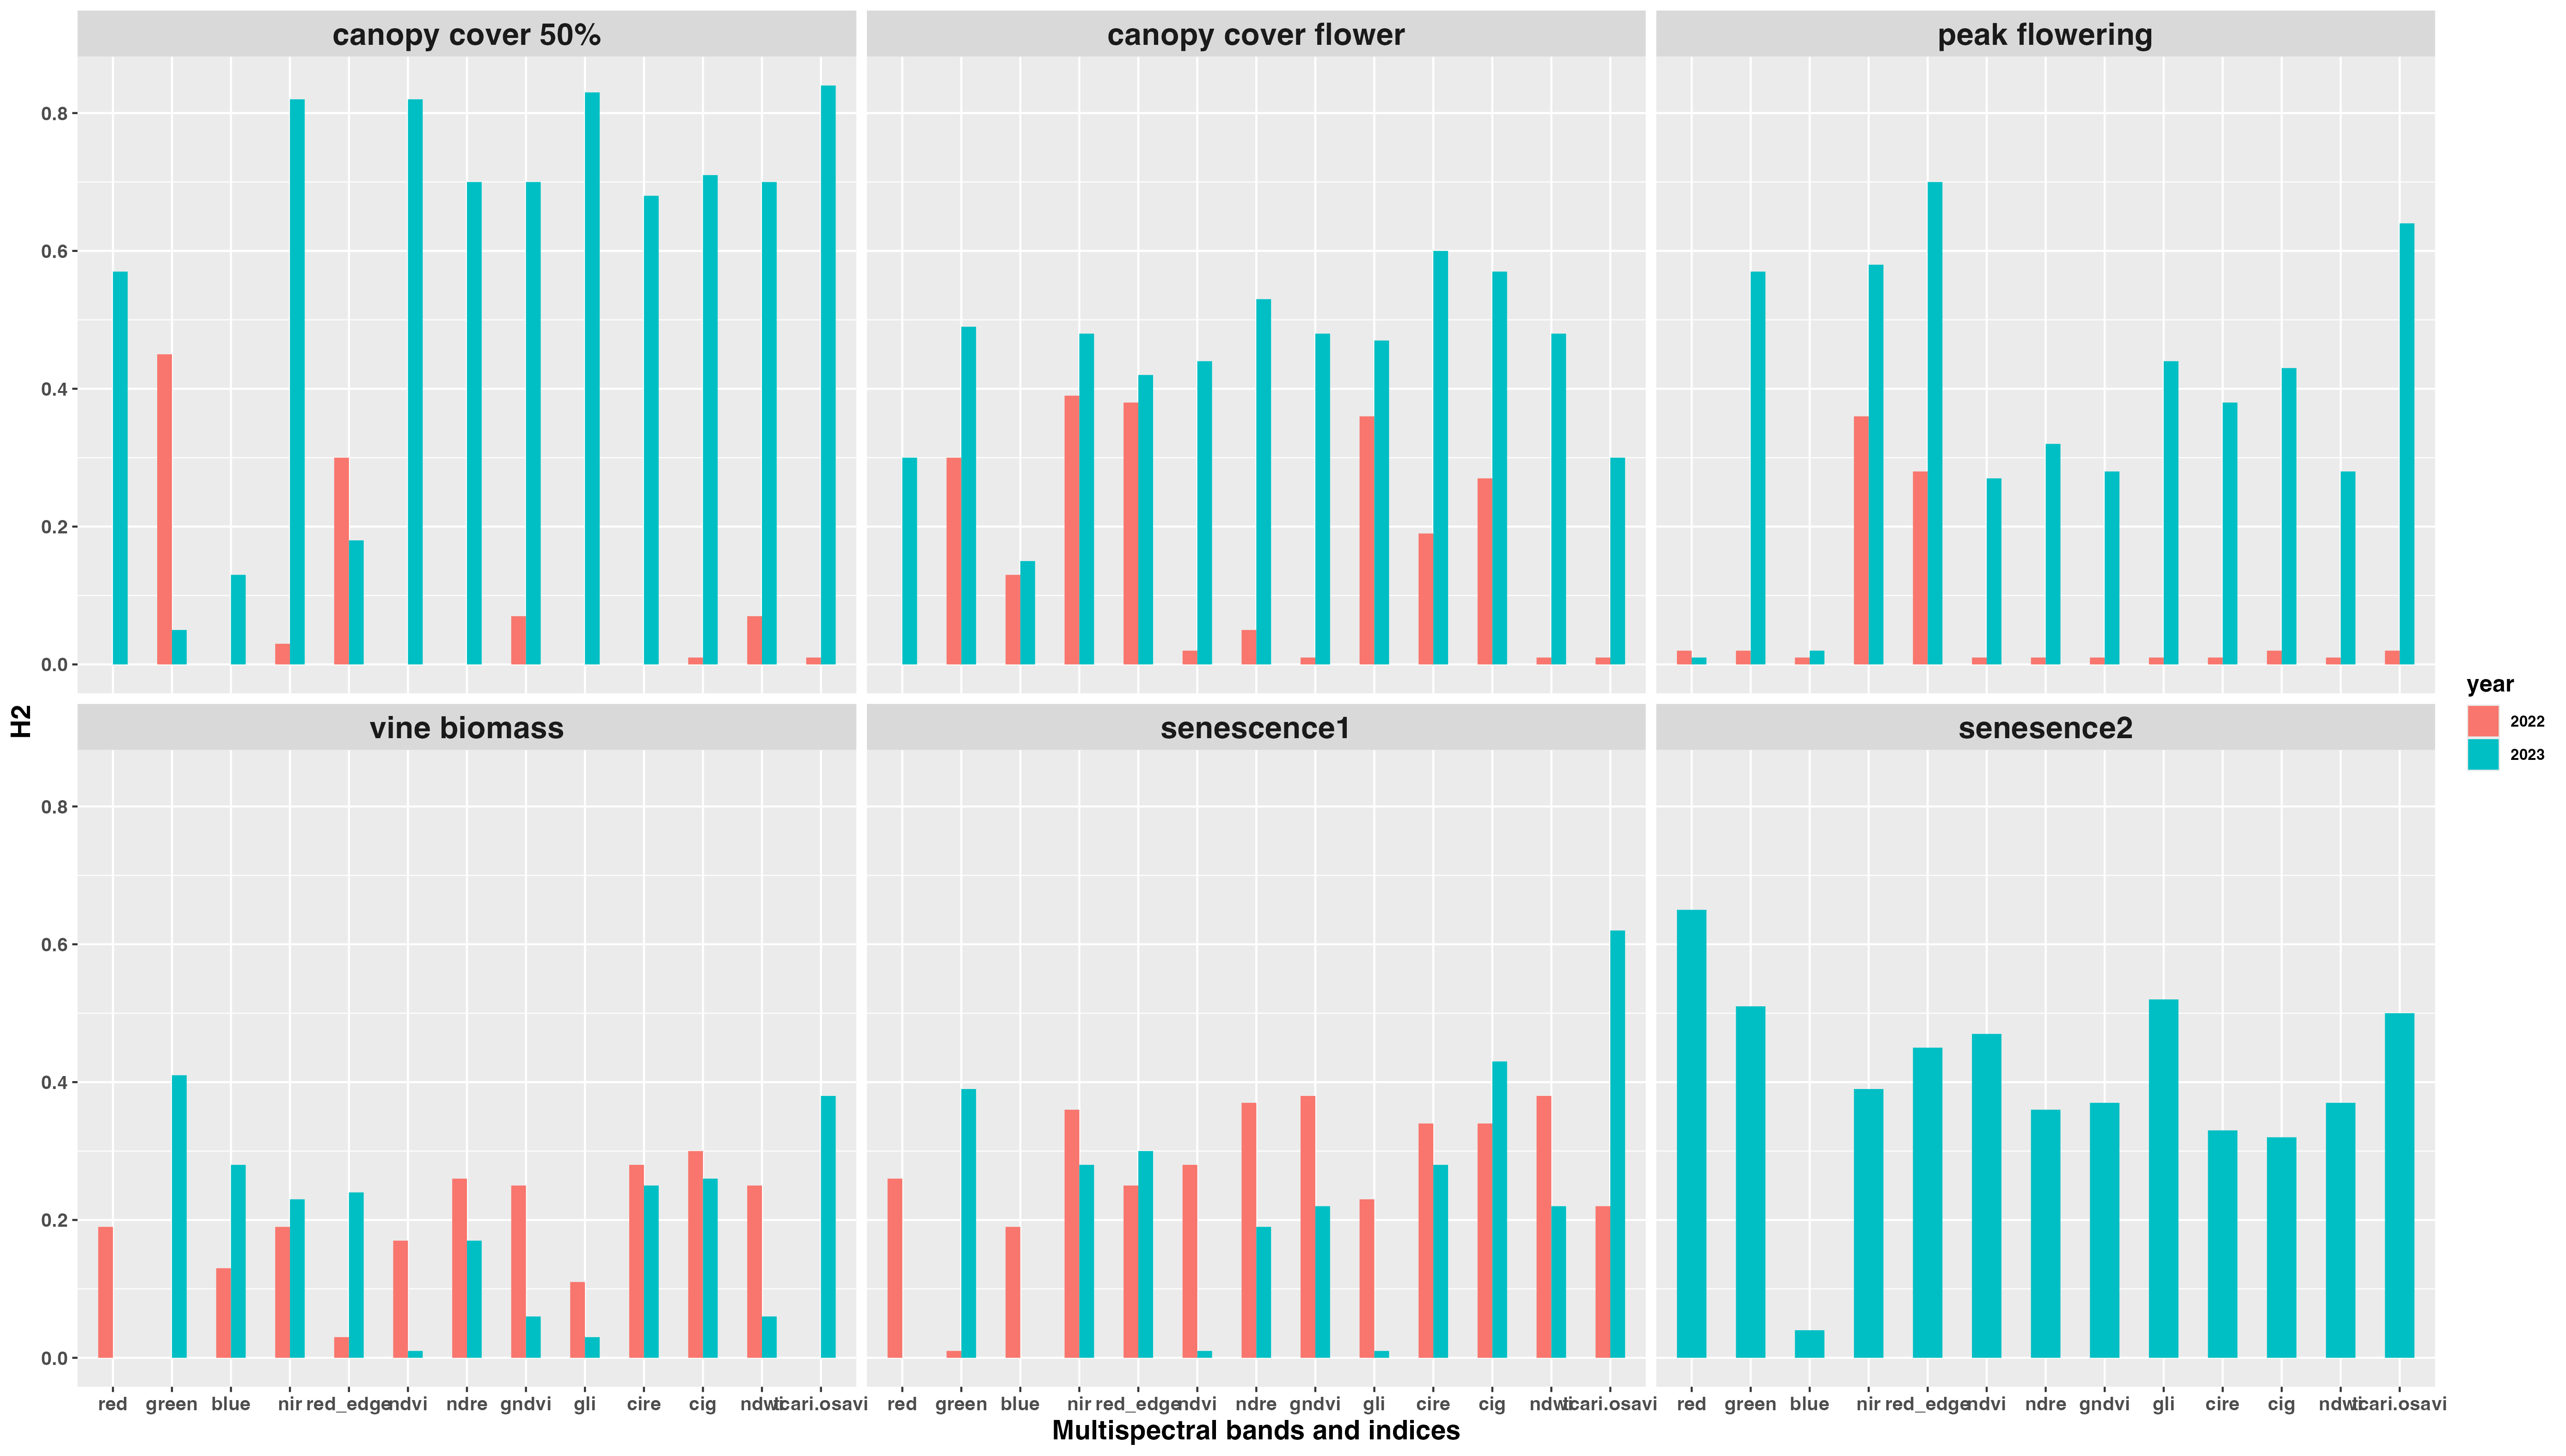 canopy cover 50%
canopy cover flower
peak flowering
0.8
0.6
0.4
0.2
0.0
H2
vine biomass
senescence1
senesence2
0.8
0.6
0.4
0.2
0.0
red green blue nir red_edge ndvi ndre gndvi gli cire cig ndwi tcari.osavi
red green blue nir red_edge ndvi ndre gndvi gli cire cig ndwi tcari.osavi
red green blue nir red_edge ndvi ndre gndvi gli cire cig ndwi tcari.osavi
Multispectral bands and indices
year
2022
2023